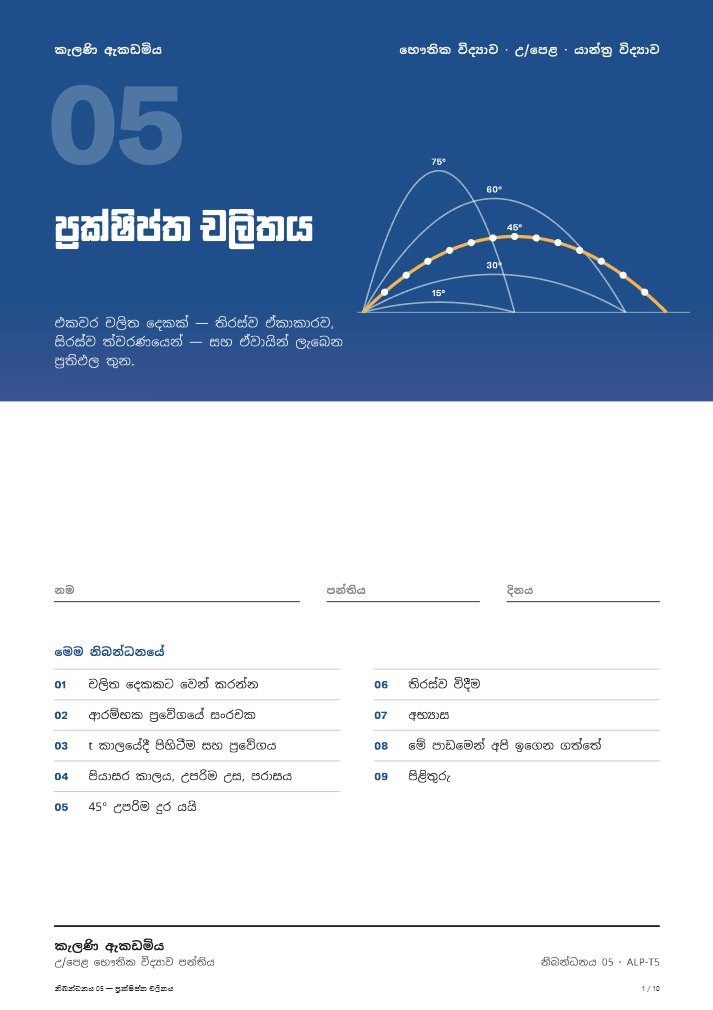 කැලණි ඇකඩමිය
භෞතික විද්‍යාව · උ/පෙළ · යාන්ත්‍ර විද්‍යාව
05
ප්‍රක්ෂිප්ත චලිතය
75°
60°
45°
30°
15°
එකවර චලිත දෙකක් — තිරස්ව ඒකාකාරව,
සිරස්ව ත්වරණයෙන් — සහ ඒවායින් ලැබෙන
ප්‍රතිඵල තුන.
නම
පන්තිය
දිනය
මෙම නිබන්ධනයේ
01 චලිත දෙකකට වෙන් කරන්න
02 ආරම්භක ප්‍රවේගයේ සංරචක
03 t කාලයේදී පිහිටීම සහ ප්‍රවේගය
04 පියාසර කාලය, උපරිම උස, පරාසය
05 45° උපරිම දුර යයි
06 තිරස්ව විදීම
07 අභ්‍යාස
08 මේ පාඩමෙන් අපි ඉගෙන ගත්තේ
09 පිළිතුරු
කැලණි ඇකඩමිය
උ/පෙළ භෞතික විද්‍යාව පන්තිය
නිබන්ධනය 05 · ALP-T5
නිබන්ධනය 05 — ප්‍රක්ෂිප්ත චලිතය
1 / 10